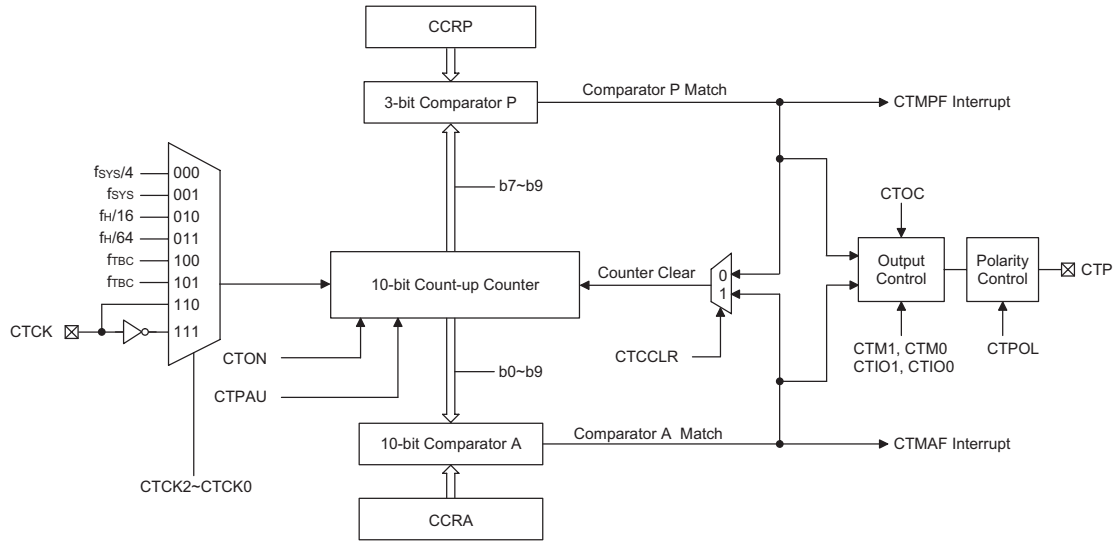 CCRP
3-bit Comparator P
Comparator P Match
CTMPF Interrupt
b7~b9
fSYS/4
000
fSYS
001
fH/16
010
fH/64
011
fTBC
100
fTBC
101
110
111
CTCK
CTCK2~CTCK0
10-bit Count-up Counter
Counter Clear
0
1
CTCCLR
CTON
CTPAU
b0~b9
CTOC
Output
Control
Polarity
Control
CTP
CTM1, CTM0
CTIO1, CTIO0
CTPOL
10-bit Comparator A
Comparator A Match
CTMAF Interrupt
CCRA